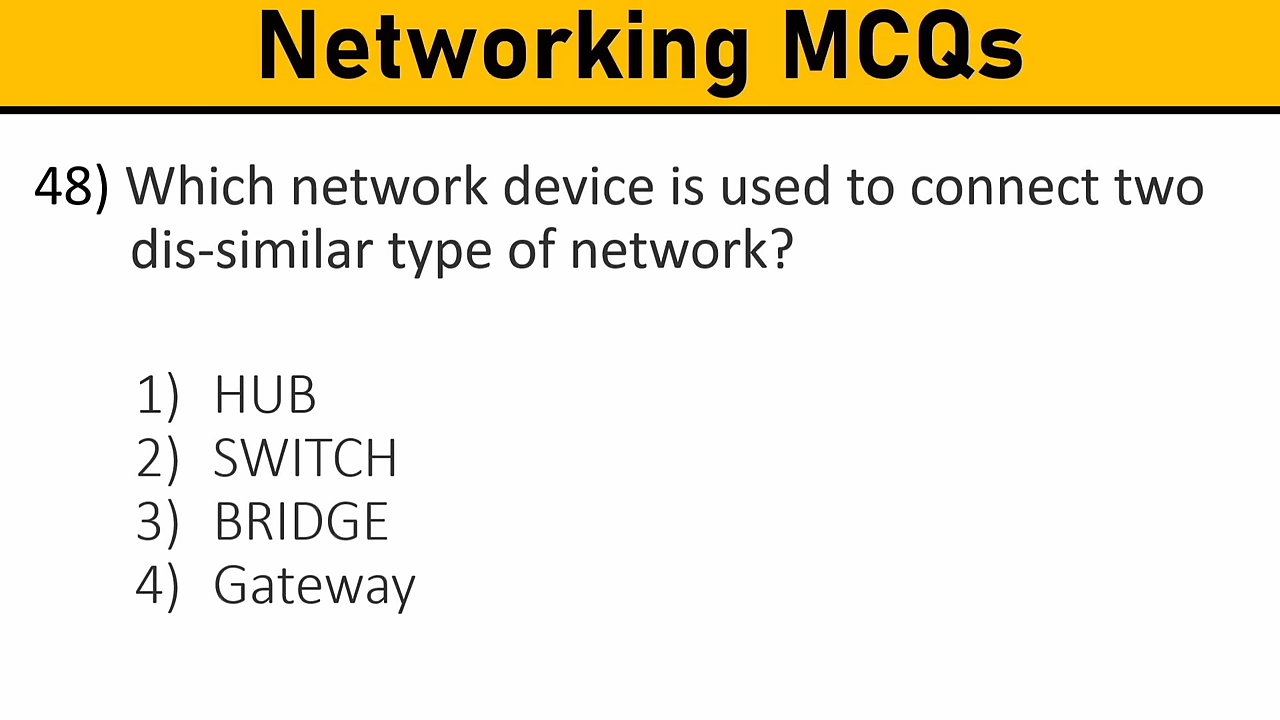 Networking MCQs
48) Which network device is used to connect two
dis-similar type of network?
1) HUB
2) SWITCH
3) BRIDGE
4) Gateway